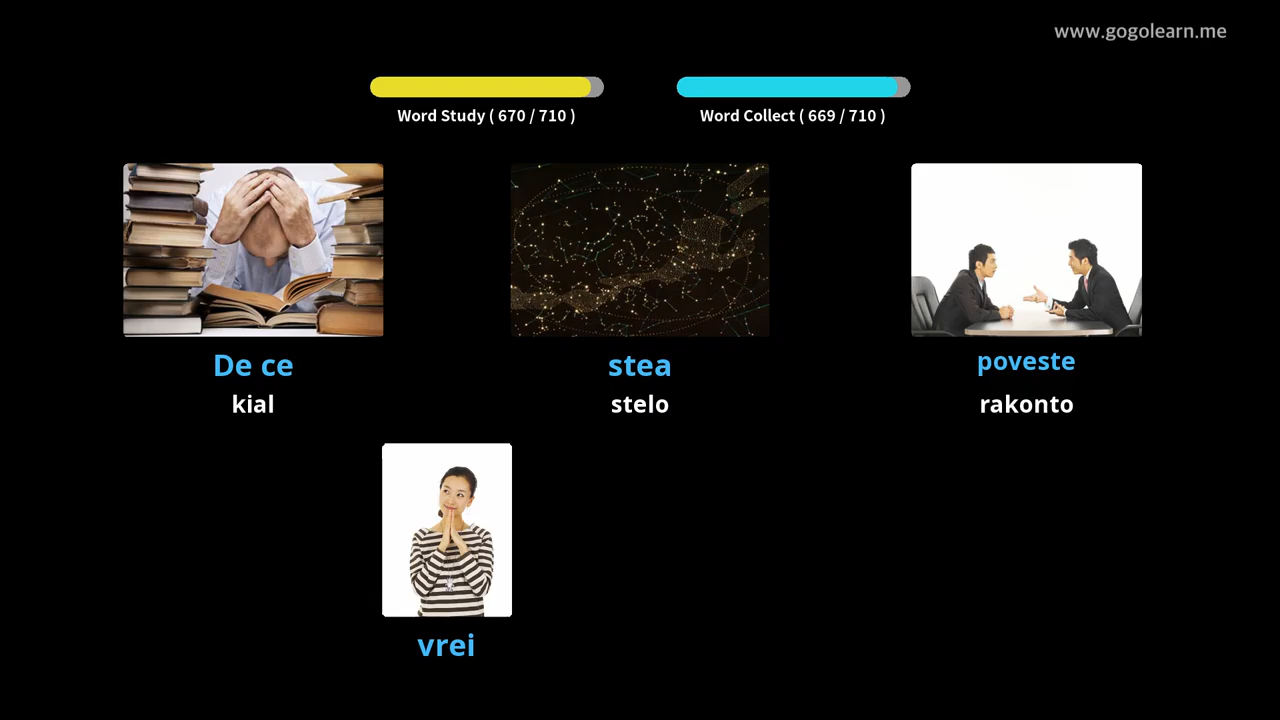 www.gogolearn.me
Word Study ( 670 / 710 )
Word Collect ( 669 / 710 )
De ce
stea
poveste
kial
stelo
rakonto
vrei